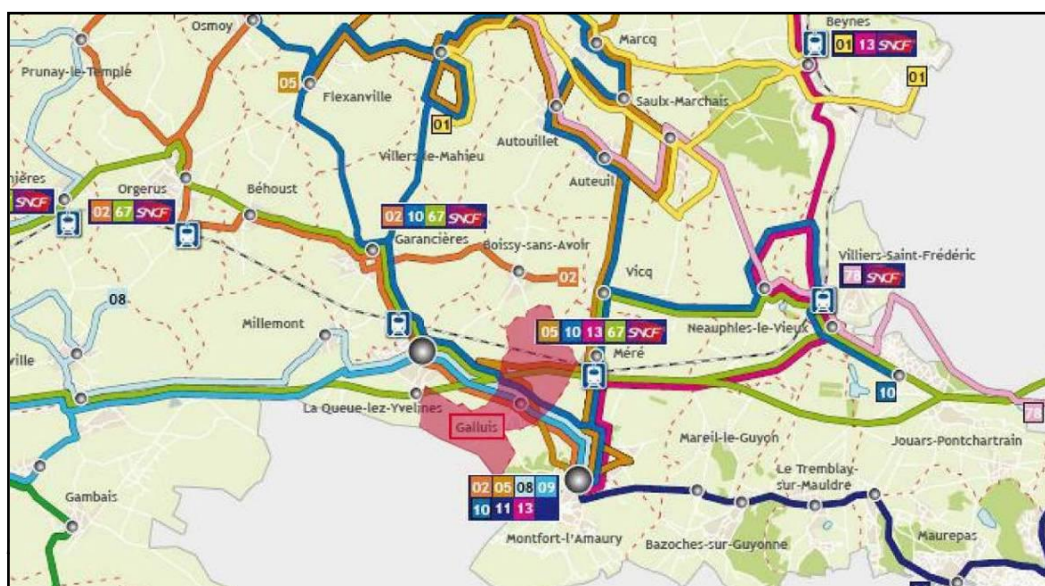 Osmoy
Marcq
Beynes
01 13 SNCF
Prunay-le-Temple
05
Flexanville
01
Saulx-Marchais
01
Villers-le-Mahieu
Autouillet
Auteuil
nières
SNCF
Orgerus
02 67 SNCF
Béhoust
02 10 67 SNCF
Garancières
Boissy-sans-Avoir
02
Vicq
Villiers-Saint-Frédéric
78 SNCF
08
Millemont
05 10 13 67 SNCF
Neauphles-le-Vieux
Méré
ville
10
La Queue-lez-Yvelines
78
Galluis
Mareil-le-Guyon
Jouars-Pontchartrain
02 05 08 09
10 11 13
Le Tremblay-
sur-Mauldre
Gambais
Montfort-l'Amaury
Bazoches-sur-Guyonne
Maurepas